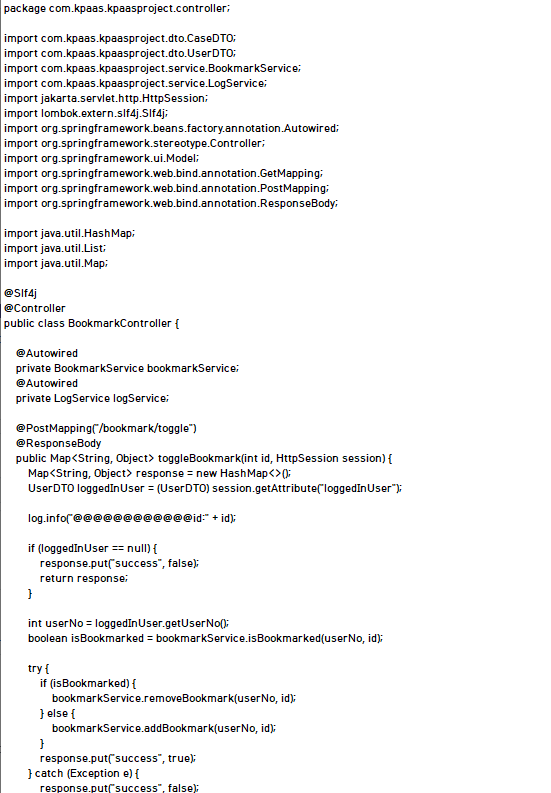 package com.kpaas.kpaasproject.controller;
import com.kpaas.kpaasproject.dto.CaseDTO;
import com.kpaas.kpaasproject.dto.UserDTO;
import com.kpaas.kpaasproject.service.BookmarkService;
import com.kpaas.kpaasproject.service.LogService;
import jakarta.servlet.http.HttpSession;
import lombok.extern.slf4j.Slf4j;
import org.springframework.beans.factory.annotation.Autowired;
import org.springframework.stereotype.Controller;
import org.springframework.ui.Model;
import org.springframework.web.bind.annotation.GetMapping;
import org.springframework.web.bind.annotation.PostMapping;
import org.springframework.web.bind.annotation.ResponseBody;
import java.util.HashMap;
import java.util.List;
import java.util.Map;
@Slf4j
@Controller
public class BookmarkController {
@Autowired
private BookmarkService bookmarkService;
@Autowired
private LogService logService;
@PostMapping("/bookmark/toggle")
@ResponseBody
public Map<String, Object> toggleBookmark(int id, HttpSession session) {
Map<String, Object> response = new HashMap<>();
UserDTO loggedInUser = (UserDTO) session.getAttribute("loggedInUser");
log.info("@@@@@@@@@@@@id:" + id);
if (loggedInUser == null) {
response.put("success", false);
return response;
}
int userNo = loggedInUser.getUserNo();
boolean isBookmarked = bookmarkService.isBookmarked(userNo, id);
try {
if (isBookmarked) {
bookmarkService.removeBookmark(userNo, id);
} else {
bookmarkService.addBookmark(userNo, id);
}
response.put("success", true);
} catch (Exception e) {
response.put("success", false);